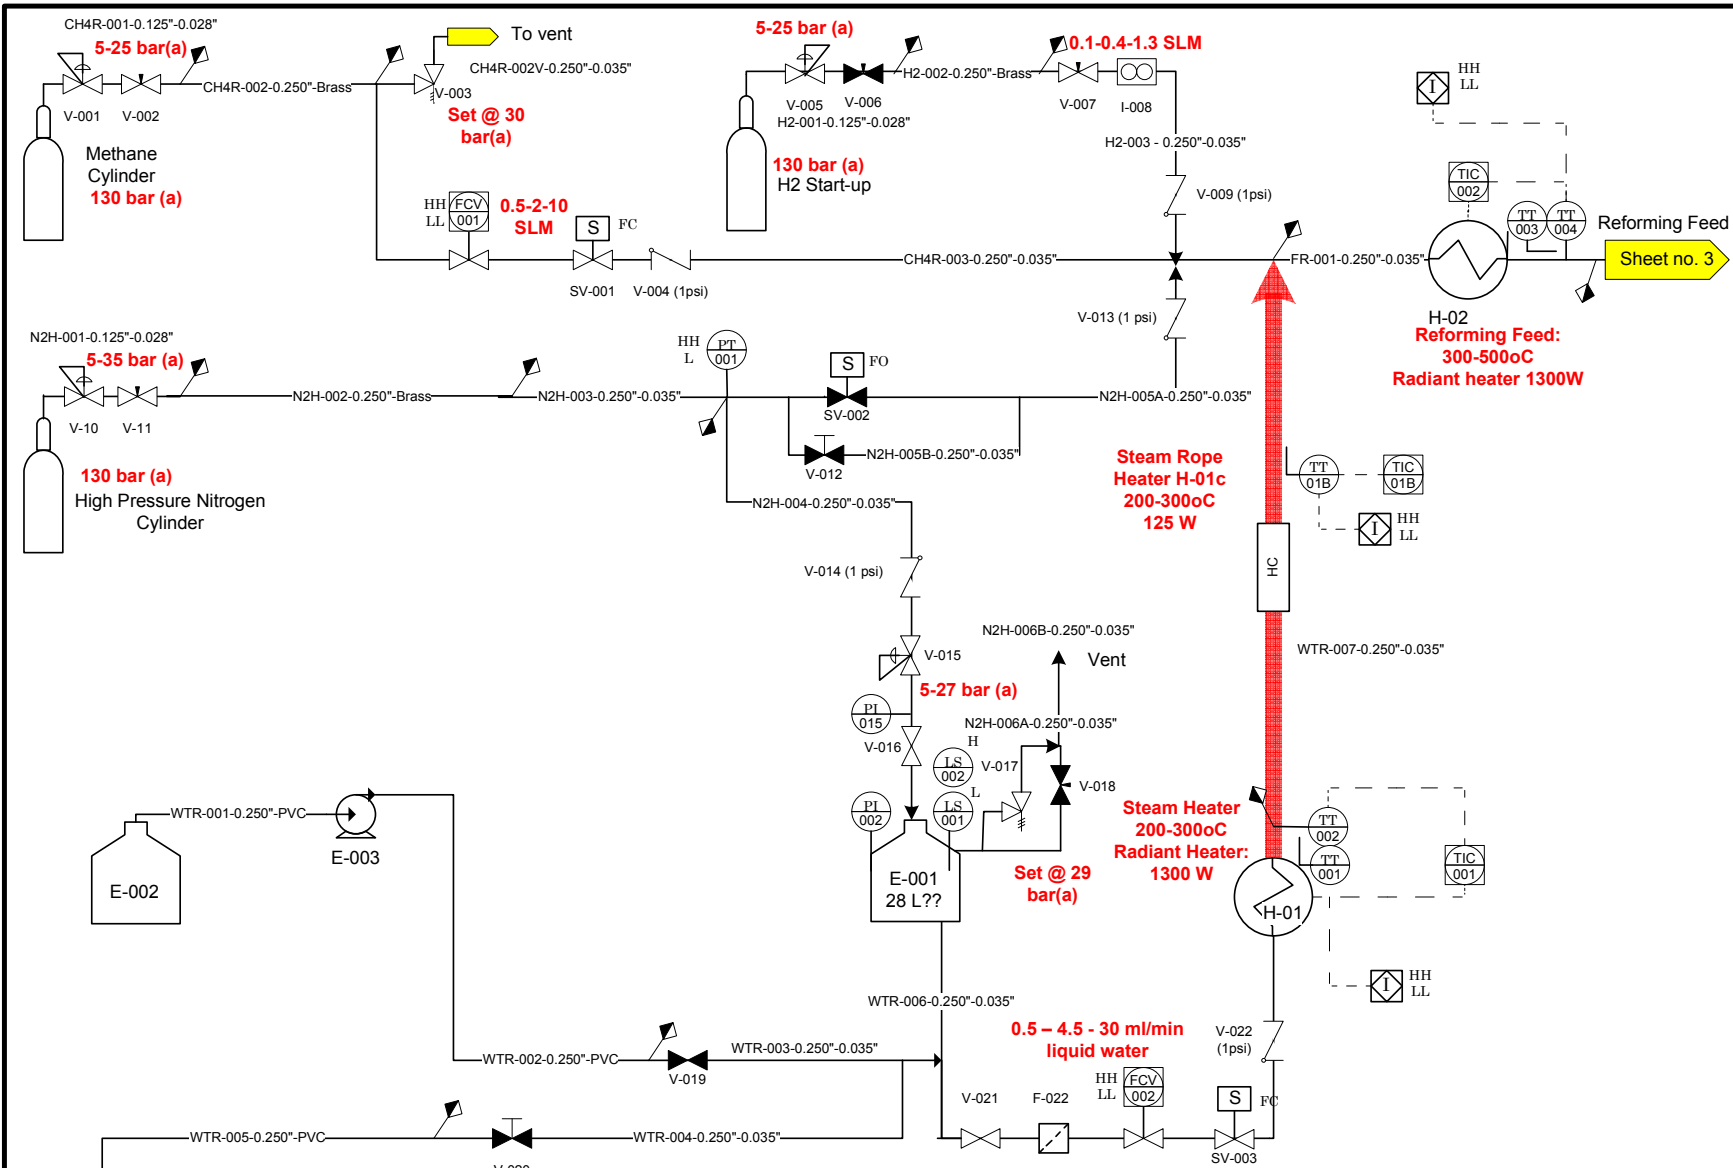 CH4R-001-0.125"-0.028"
5-25 bar(a)
To vent
CH4R-002V-0.250"-0.035"
CH4R-002-0.250"-Brass
V-001
V-002
V-003
Set @ 30
bar(a)
Methane
Cylinder
130 bar (a)
5-25 bar (a)
0.1-0.4-1.3 SLM
H2-002-0.250"-Brass
V-005
V-006
V-007
I-008
H2-001-0.125"-0.028"
130 bar (a)
H2 Start-up
H2-003 - 0.250"-0.035"
V-009 (1psi)
HH
LL
I
TIC
002
TT
003
TT
004
Reforming Feed
Sheet no. 3
HH
LL
FCV
001
0.5-2-10
SLM
S
FC
SV-001
V-004 (1psi)
CH4R-003-0.250"-0.035"
FR-001-0.250"-0.035"
H-02
Reforming Feed:
300-500oC
Radiant heater 1300W
V-013 (1 psi)
N2H-001-0.125"-0.028"
5-35 bar (a)
V-10
V-11
N2H-002-0.250"-Brass
N2H-003-0.250"-0.035"
HH
L
PT
001
S
FO
SV-002
N2H-005A-0.250"-0.035"
V-012
N2H-005B-0.250"-0.035"
130 bar (a)
High Pressure Nitrogen
Cylinder
N2H-004-0.250"-0.035"
Steam Rope
Heater H-01c
200-300oC
125 W
TT
01B
TIC
01B
I
HH
LL
HC
V-014 (1 psi)
V-015
5-27 bar (a)
PI
015
V-016
N2H-006B-0.250"-0.035"
Vent
WTR-007-0.250"-0.035"
N2H-006A-0.250"-0.035"
H
LS
002
V-017
V-018
L
LS
001
PI
002
E-001
28 L??
Set @ 29
bar(a)
WTR-001-0.250"-PVC
E-003
E-002
Steam Heater
200-300oC
Radiant Heater:
1300 W
TT
002
TT
001
TIC
001
H-01
I
HH
LL
WTR-006-0.250"-0.035"
0.5 – 4.5 - 30 ml/min
liquid water
V-022
(1psi)
WTR-002-0.250"-PVC
V-019
WTR-003-0.250"-0.035"
V-021
F-022
HH
LL
FCV
002
S
FC
SV-003
WTR-005-0.250"-PVC
WTR-004-0.250"-0.035"